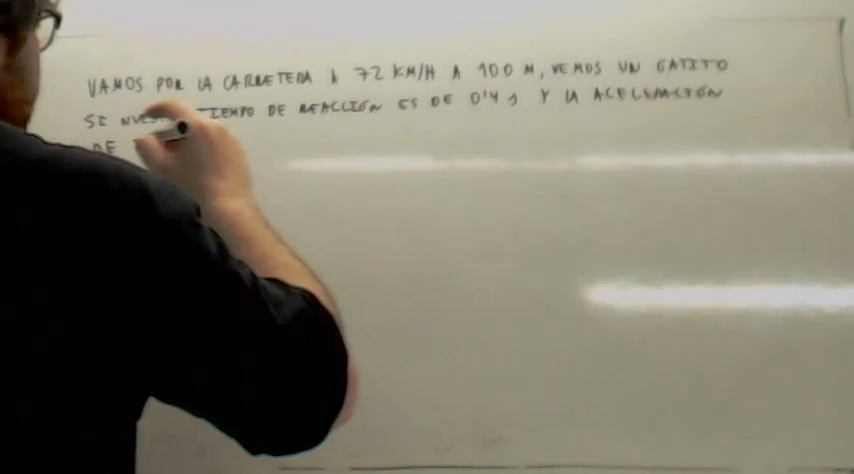 VAMOS POR LA CARRETERA A 72 KM/H A 100 M, VEMOS UN GATITO
SI TIEMPO DE REACCIÓN ES DE 0'4 s Y LA ACELERACIÓN
DE